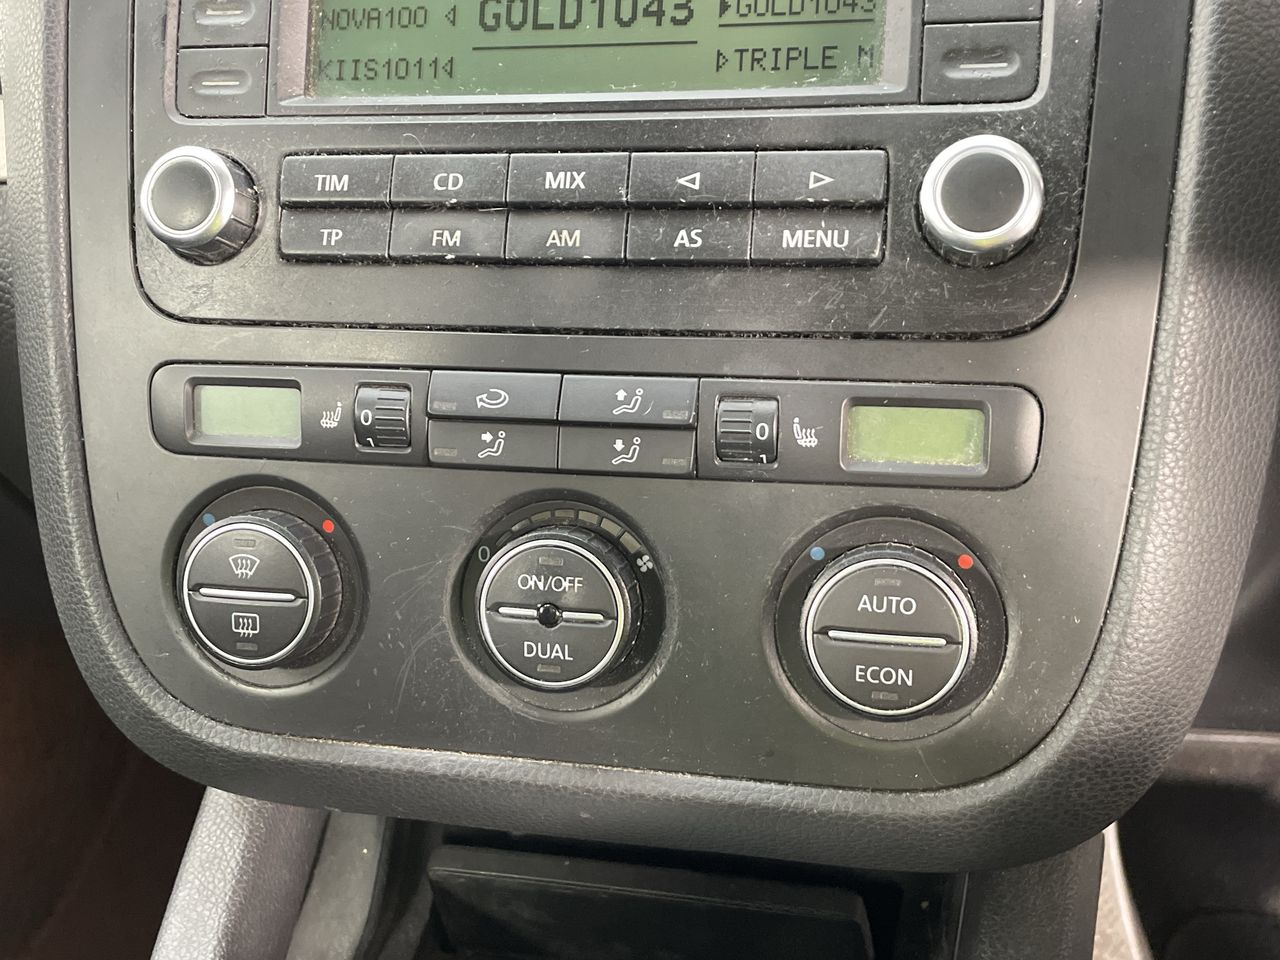 NOVA100 GOLD1043 GOLD1043
KIIS1011 TRIPLE M
TIM CD MIX
TP FM AM AS MENU
0 1 0 1
0
ON/OFF
DUAL
AUTO
ECON